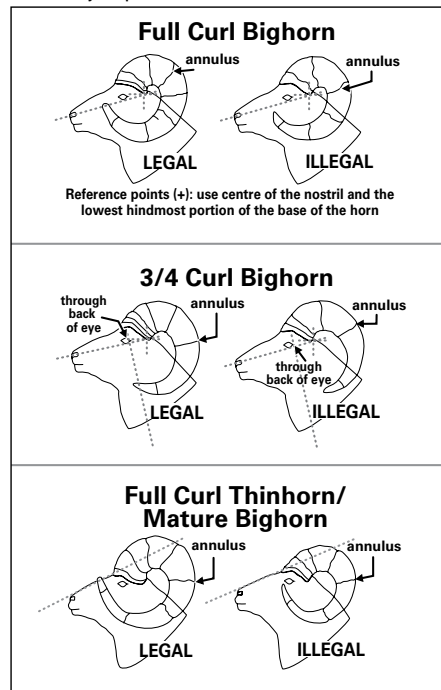 Full Curl Bighorn
annulus
annulus
LEGAL
ILLEGAL
Reference points (+): use centre of the nostril and the
lowest hindmost portion of the base of the horn
3/4 Curl Bighorn
through
back
of eye
annulus
annulus
through
back of eye
LEGAL
ILLEGAL
Full Curl Thinhorn/
Mature Bighorn
annulus
annulus
LEGAL
ILLEGAL